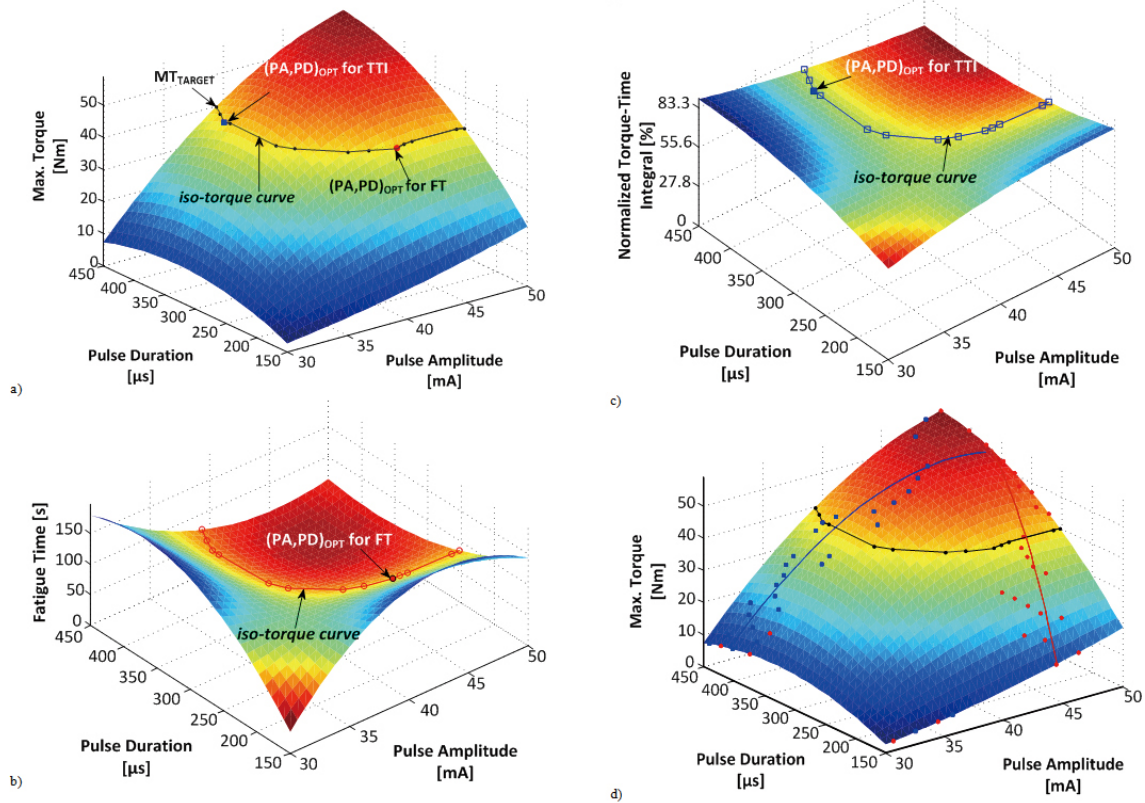 MT TARGET
(PA,PD)OPT for TTI
iso-torque curve
(PA,PD)OPT for FT
Max. Torque
[Nm]
50
40
30
20
10
0
450
400
350
300
250
200
150
30
35
40
45
50
Pulse Duration
[µs]
Pulse Amplitude
[mA]
a)
c)
(PA,PD)OPT for TTI
iso-torque curve
Normalized Torque-Time
Integral [%]
83.3
55.6
27.8
0
450
400
350
300
250
200
150
30
35
40
45
50
Pulse Duration
[µs]
Pulse Amplitude
[mA]
c)
(PA,PD)OPT for FT
iso-torque curve
Fatigue Time [s]
150
100
50
0
450
400
350
300
250
200
150
30
35
40
45
50
Pulse Duration
[µs]
Pulse Amplitude
[mA]
b)
Max. Torque
[Nm]
50
40
30
20
10
0
450
400
350
300
250
200
150
30
35
40
45
50
Pulse Duration
[µs]
Pulse Amplitude
[mA]
d)